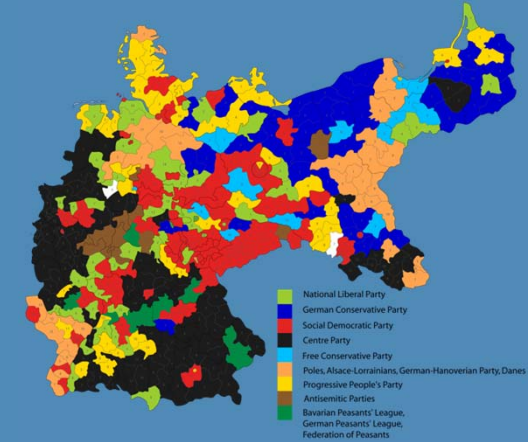 National Liberal Party
German Conservative Party
Social Democratic Party
Centre Party
Free Conservative Party
Poles, Alsace-Lorrainians, German-Hanoverian Party, Danes
Progressive People's Party
Antisemitic Parties
Bavarian Peasants' League,
German Peasants' League,
Federation of Peasants